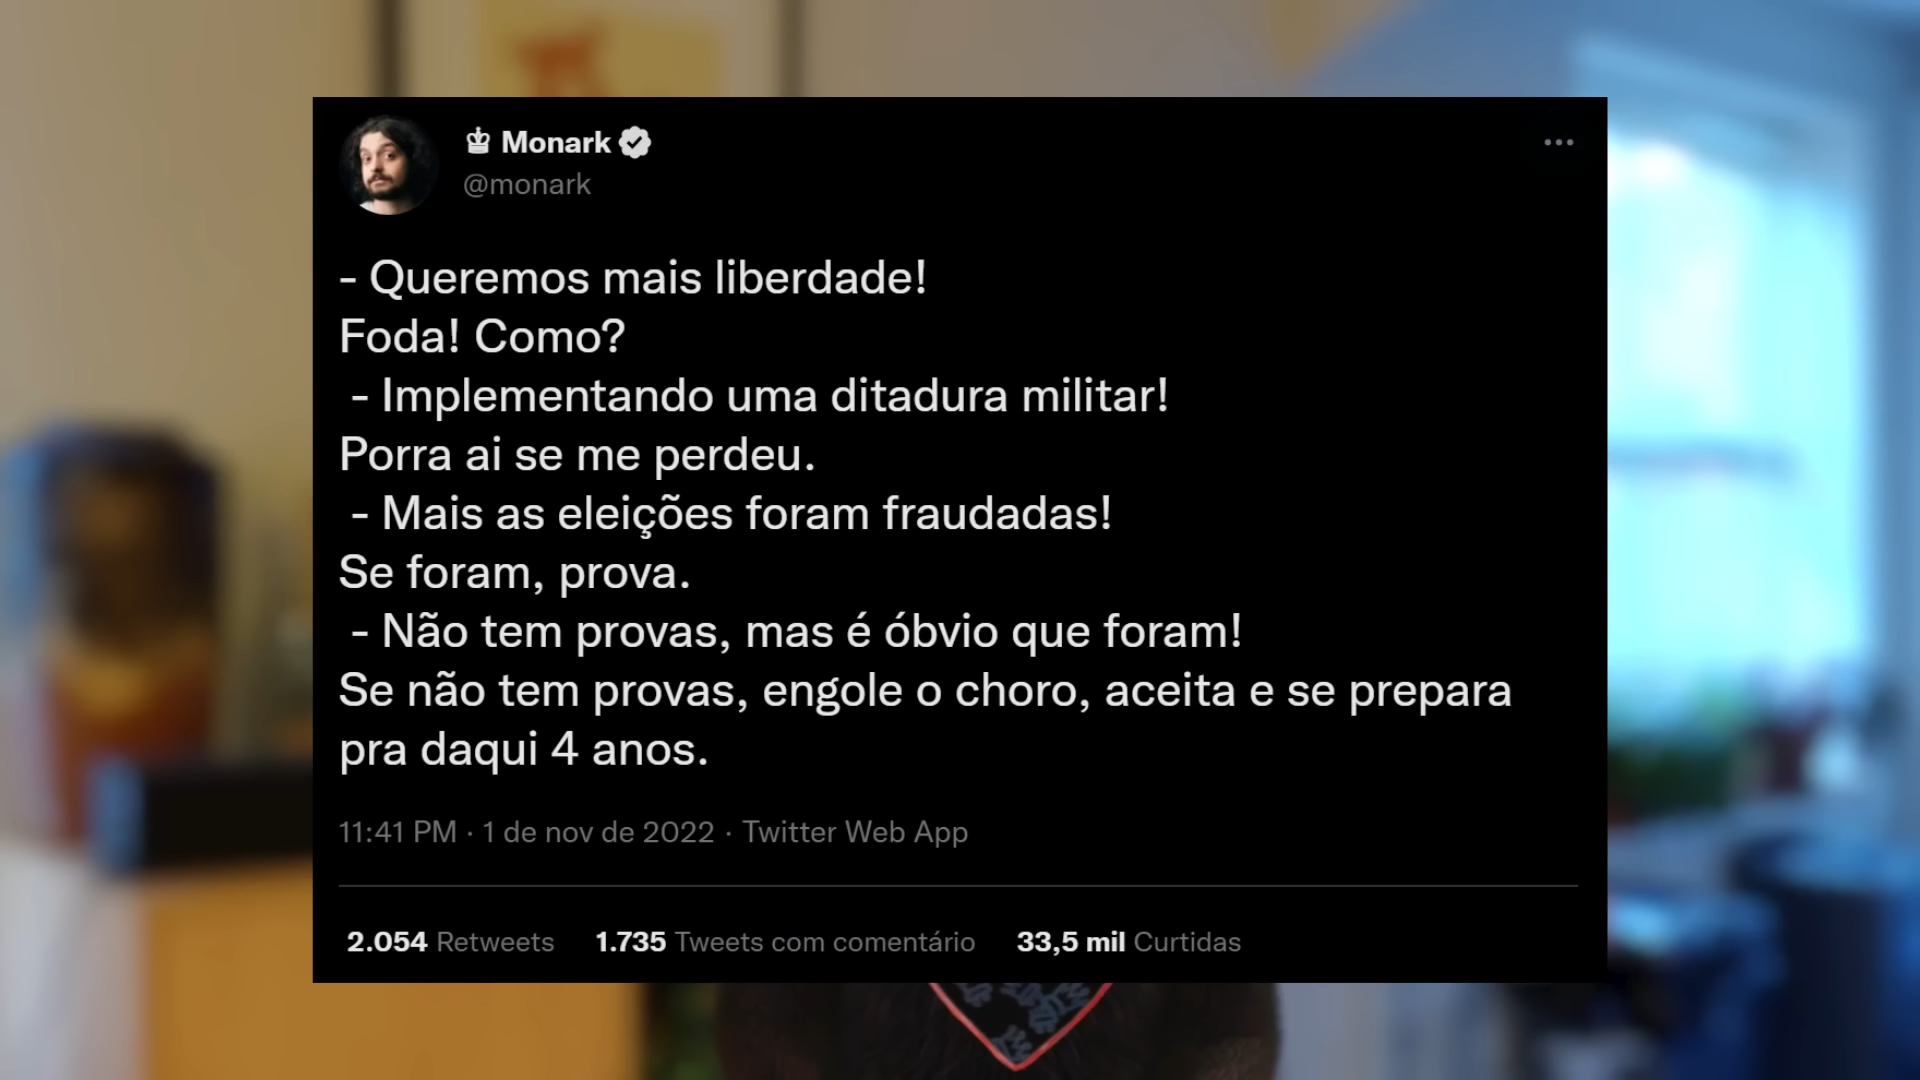 ♔ Monark
@monark
- Queremos mais liberdade!
Foda! Como?
- Implementando uma ditadura militar!
Porra ai se me perdeu.
- Mais as eleições foram fraudadas!
Se foram, prova.
- Não tem provas, mas é óbvio que foram!
Se não tem provas, engole o choro, aceita e se prepara
pra daqui 4 anos.
11:41 PM · 1 de nov de 2022 · Twitter Web App
2.054 Retweets 1.735 Tweets com comentário 33,5 mil Curtidas